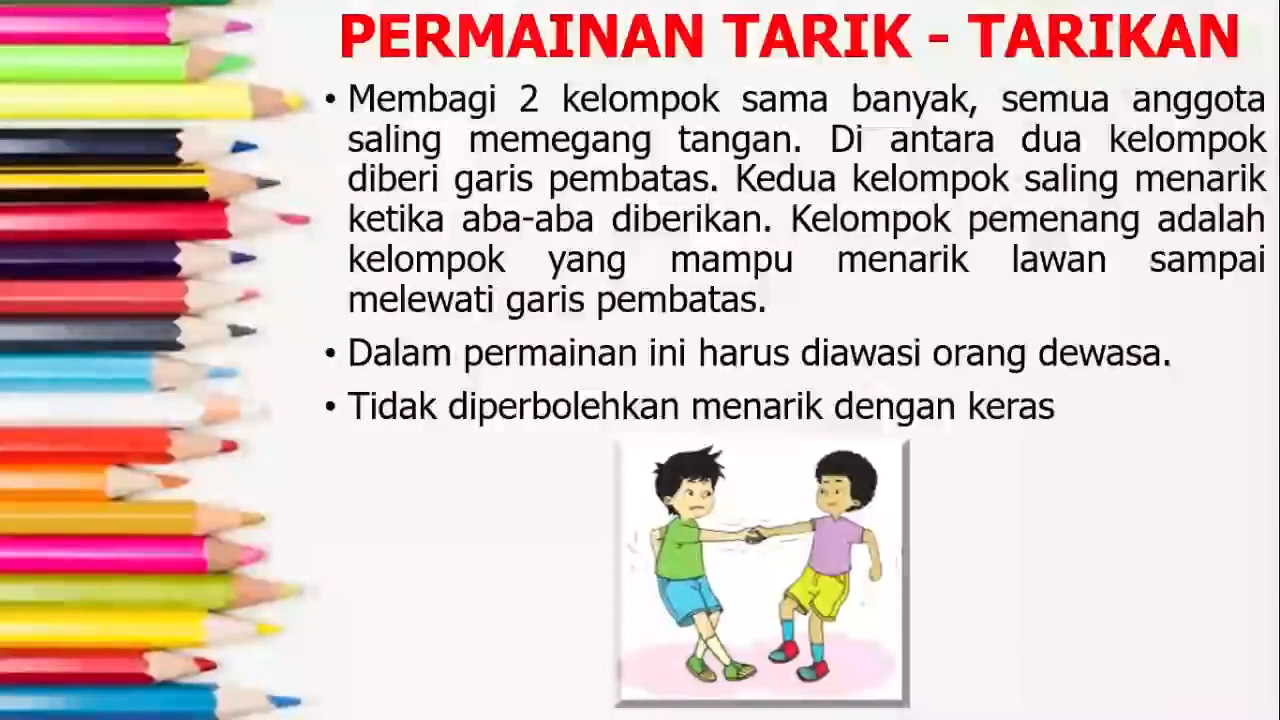 PERMAINAN TARIK - TARIKAN
• Membagi 2 kelompok sama banyak, semua anggota
saling memegang tangan. Di antara dua kelompok
diberi garis pembatas. Kedua kelompok saling menarik
ketika aba-aba diberikan. Kelompok pemenang adalah
kelompok yang mampu menarik lawan sampai
melewati garis pembatas.
• Dalam permainan ini harus diawasi orang dewasa.
• Tidak diperbolehkan menarik dengan keras